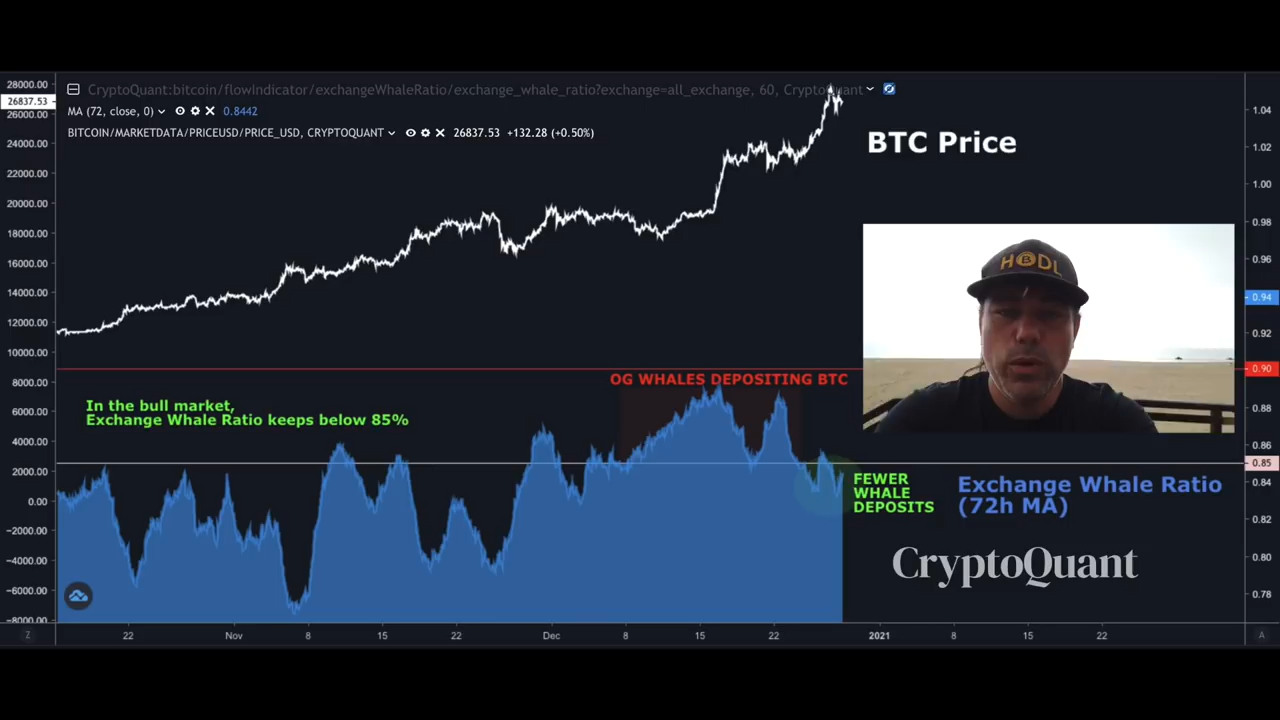 28000.00
26837.53
26000.00
24000.00
22000.00
20000.00
18000.00
16000.00
14000.00
12000.00
10000.00
8000.00
6000.00
4000.00
2000.00
0.00
−2000.00
−4000.00
−6000.00
−8000.00
CryptoQuant:bitcoin/flowIndicator/exchangeWhaleRatio/exchange_whale_ratio?exchange=all_exchange, 60, CryptoQuant
MA (72, close, 0) 0.8442
BITCOIN/MARKETDATA/PRICEUSD/PRICE_USD, CRYPTOQUANT 26837.53 +132.28 (+0.50%)
BTC Price
HODL
OG WHALES DEPOSITING BTC
In the bull market,
Exchange Whale Ratio keeps below 85%
FEWER
WHALE
DEPOSITS
Exchange Whale Ratio
(72h MA)
CryptoQuant
1.04
1.02
1.00
0.98
0.96
0.94
0.92
0.90
0.88
0.86
0.85
0.84
0.82
0.80
0.78
Z 22 Nov 8 15 22 Dec 8 15 22 2021 8 15 22 A